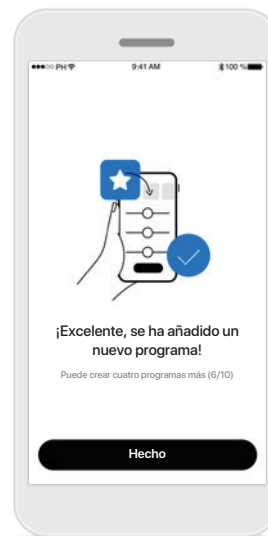 ●●●○○ PH 9:41 AM 100 %
¡Excelente, se ha añadido un
nuevo programa!
Puede crear cuatro programas más (6/10)
Hecho